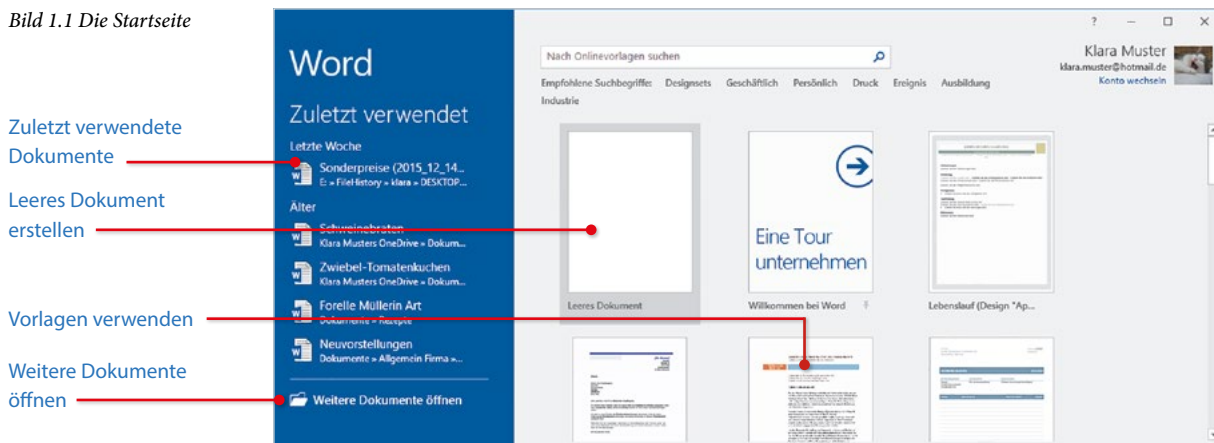 Bild 1.1 Die Startseite
Zuletzt verwendete
Dokumente
Leeres Dokument
erstellen
Vorlagen verwenden
Weitere Dokumente
öffnen
Word
Zuletzt verwendet
Letzte Woche
Sonderpreise (2015_12_14...
E: » FileHistory » klara » DESKTOP...
Älter
Schweinebraten
Klara Musters OneDrive » Dokum...
Zwiebel-Tomatenkuchen
Klara Musters OneDrive » Dokum...
Forelle Müllerin Art
Dokumente » Rezepte
Neuvorstellungen
Dokumente » Allgemein Firma »...
Weitere Dokumente öffnen
?
Nach Onlinevorlagen suchen
Klara Muster
klara.muster@hotmail.de
Konto wechseln
Empfohlene Suchbegriffe: Designsets Geschäftlich Persönlich Druck Ereignis Ausbildung
Industrie
Eine Tour
unternehmen
Leeres Dokument
Willkommen bei Word
Lebenslauf (Design "Ap...